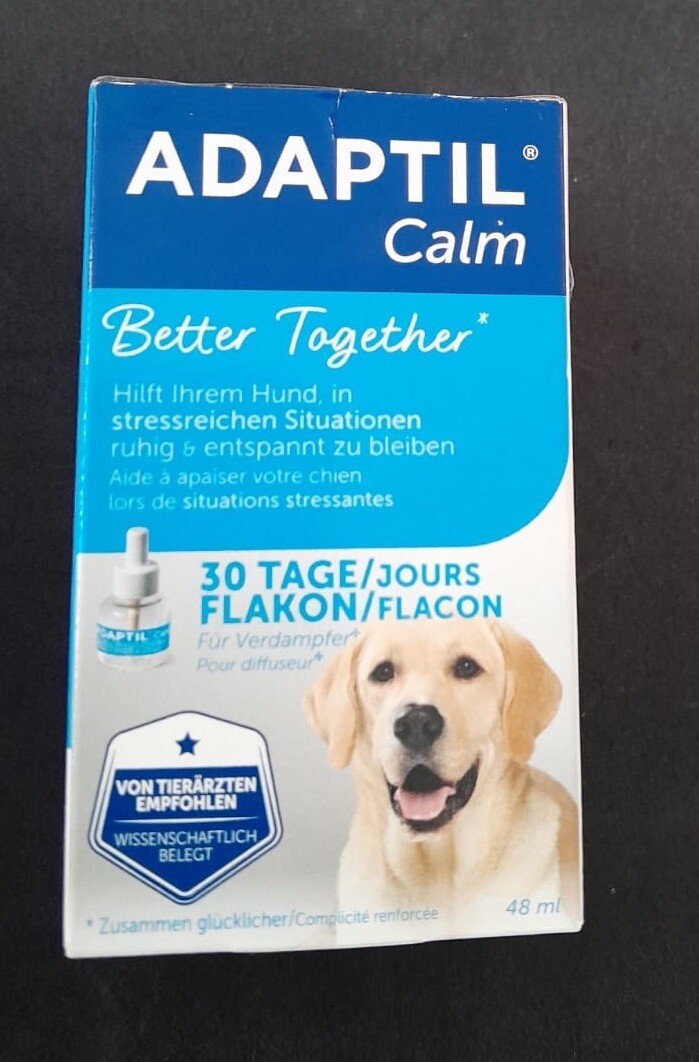 ADAPTIL®
Calm
Better Together*
Hilft Ihrem Hund, in
stressreichen Situationen
ruhig & entspannt zu bleiben
Aide à apaiser votre chien
lors de situations stressantes
30 TAGE/JOURS
FLAKON/FLACON
Für Verdampfer⁺
Pour diffuseur⁺
ADAPTIL Calm
VON TIERÄRZTEN
EMPFOHLEN
WISSENSCHAFTLICH
BELEGT
* Zusammen glücklicher/Complicité renforcée
48 ml